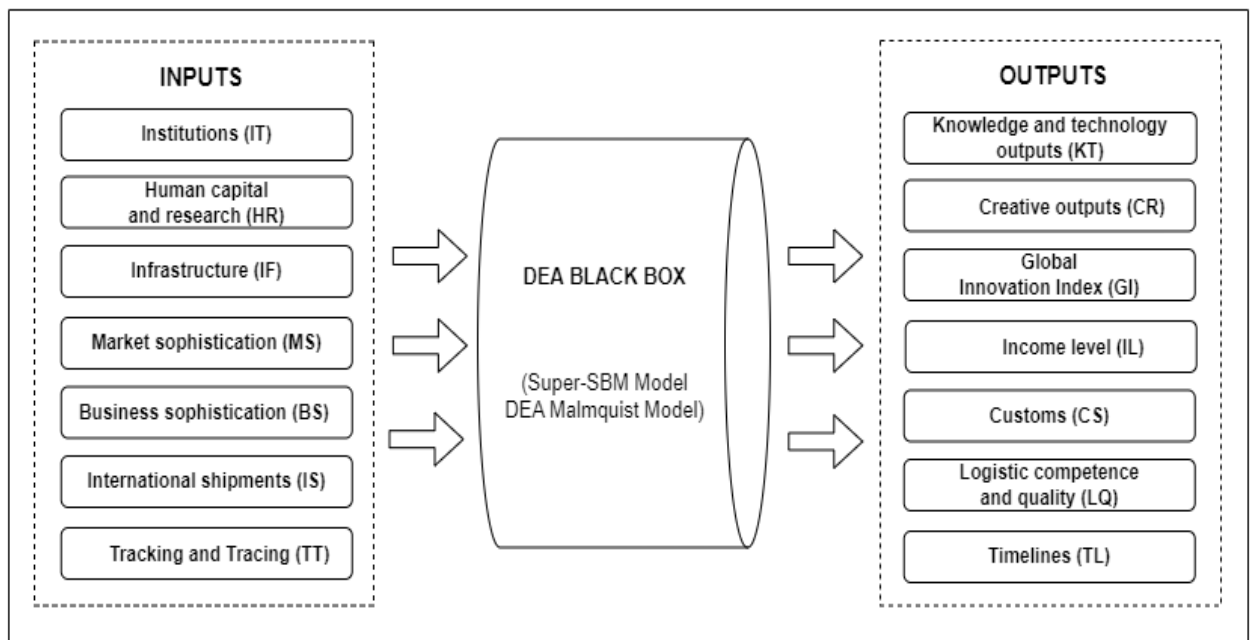 INPUTS
Institutions (IT)
Human capital
and research (HR)
Infrastructure (IF)
Market sophistication (MS)
Business sophistication (BS)
International shipments (IS)
Tracking and Tracing (TT)
DEA BLACK BOX
(Super-SBM Model
DEA Malmquist Model)
OUTPUTS
Knowledge and technology
outputs (KT)
Creative outputs (CR)
Global
Innovation Index (GI)
Income level (IL)
Customs (CS)
Logistic competence
and quality (LQ)
Timelines (TL)